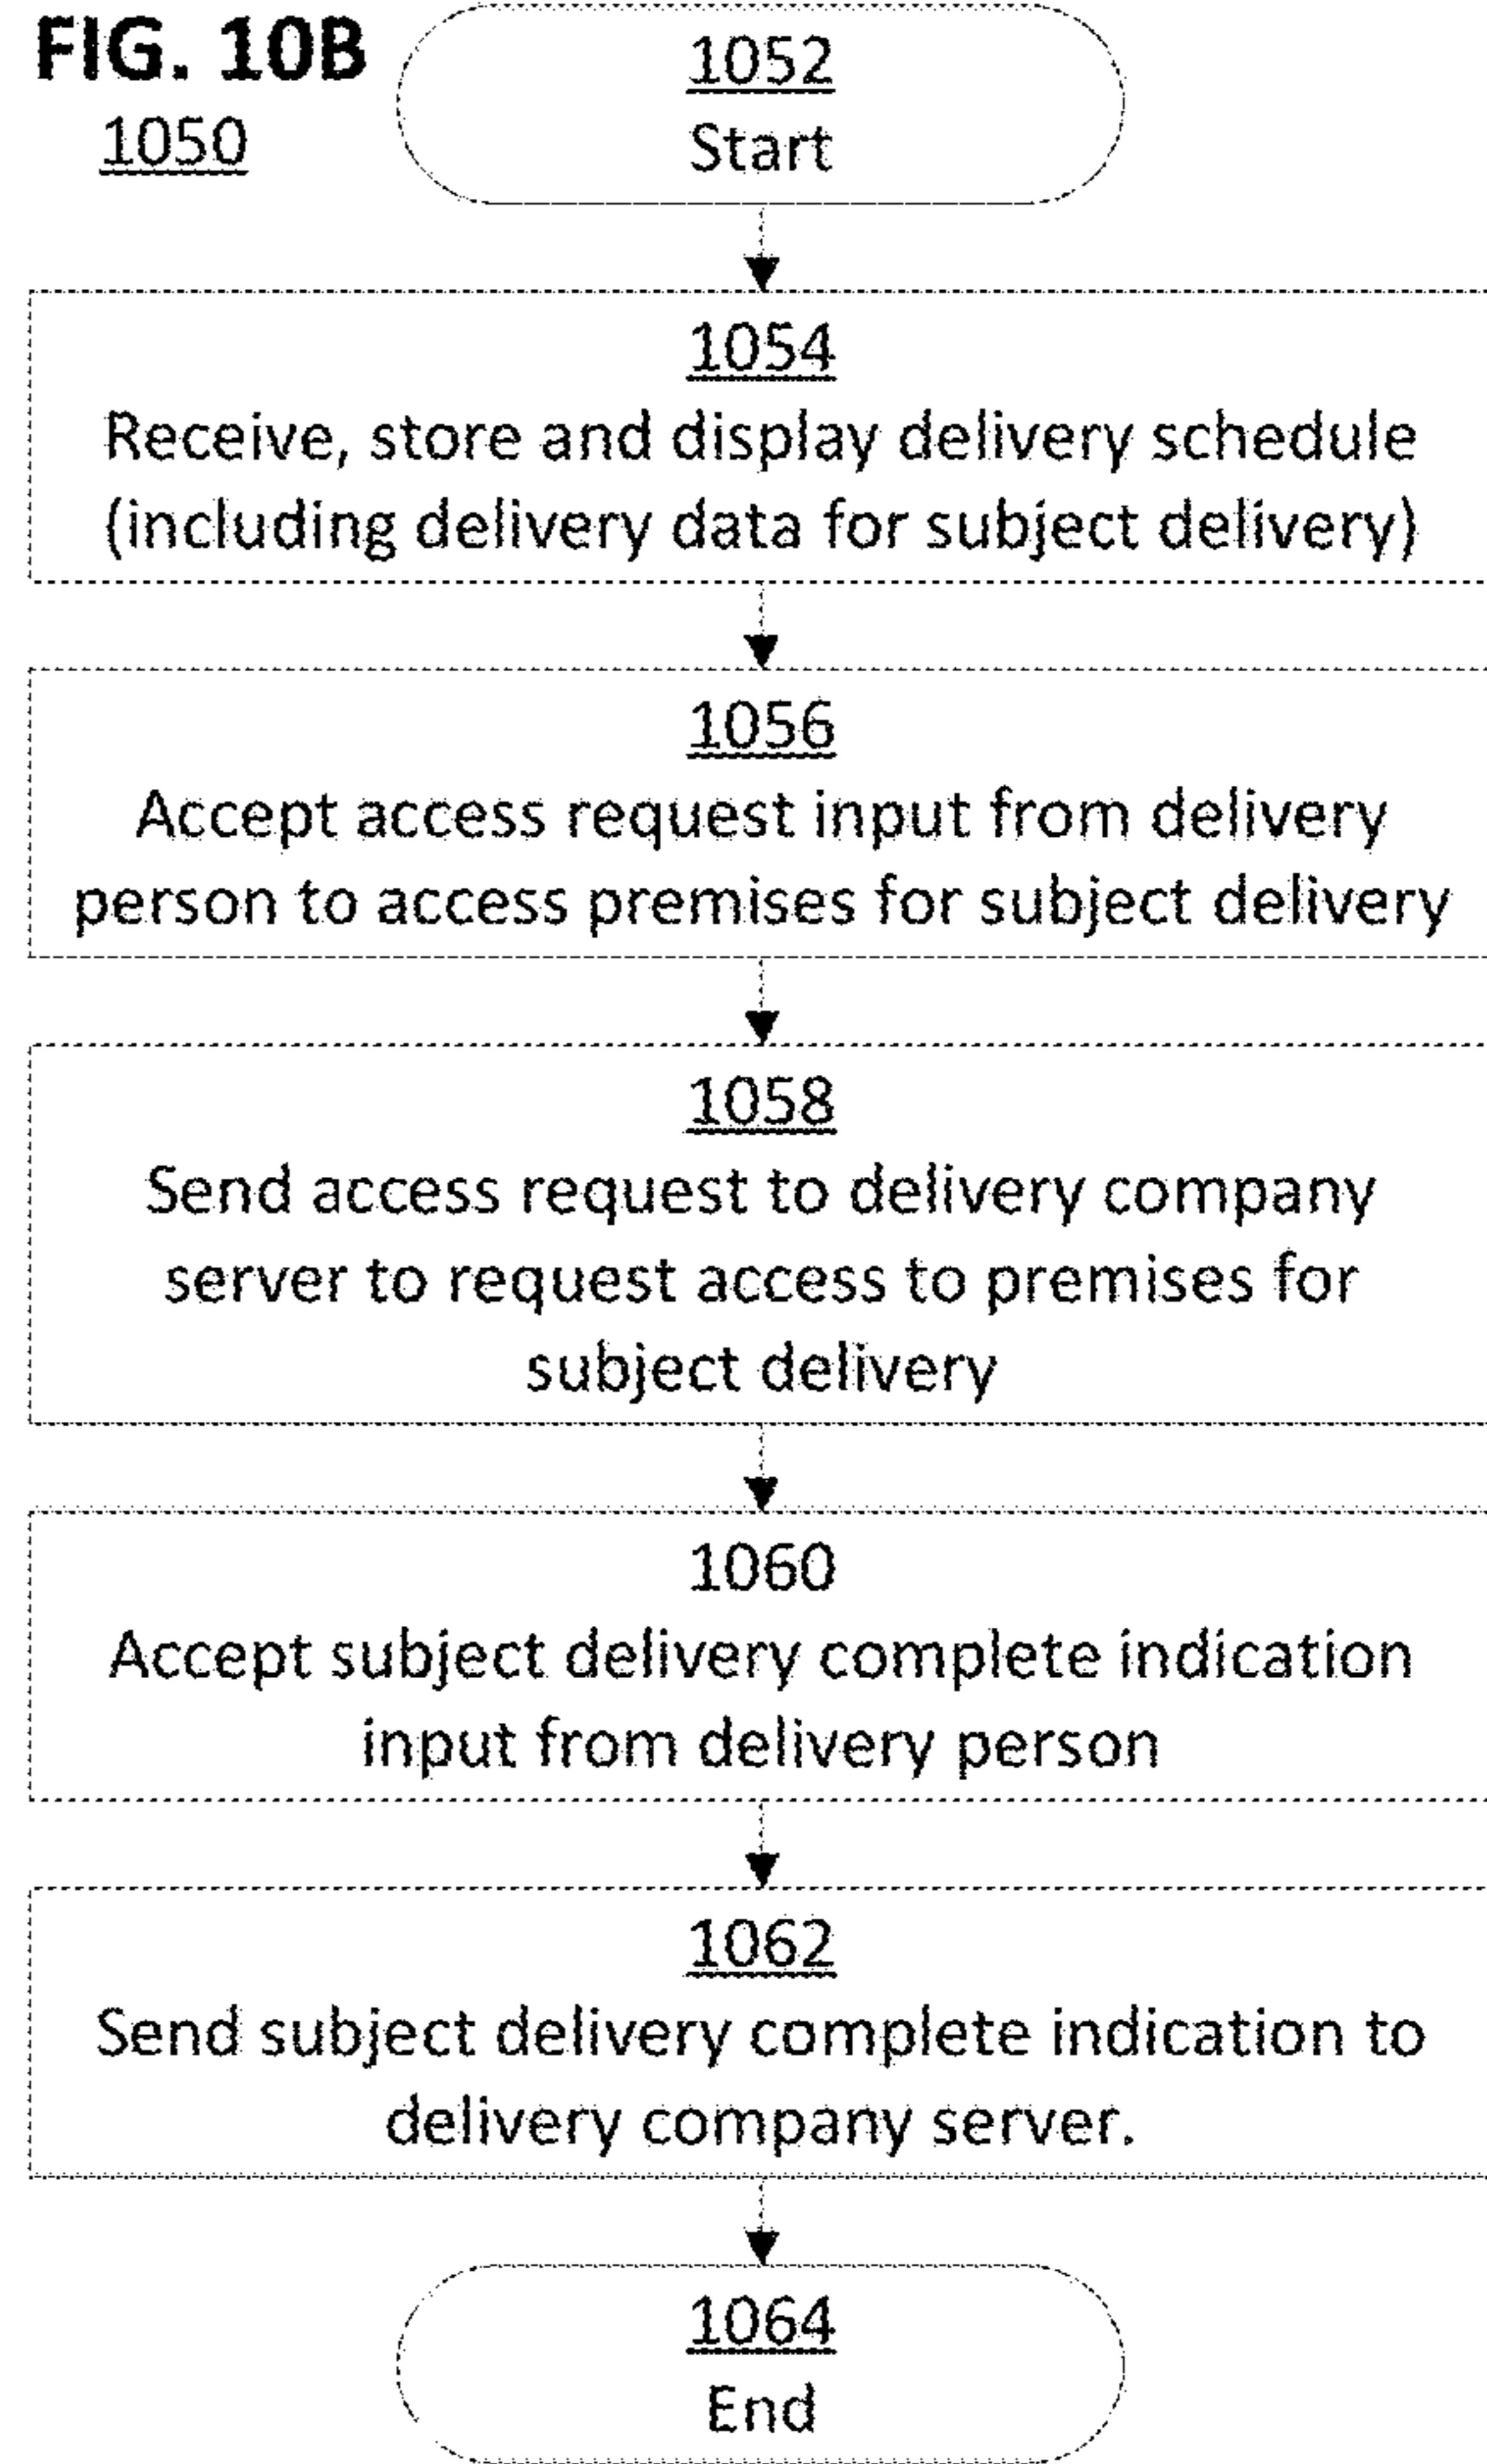 FIG. 10B
1050
1052
Start
1054
Receive, store and display delivery schedule
(including delivery data for subject delivery)
1056
Accept access request input from delivery
person to access premises for subject delivery
1058
Send access request to delivery company
server to request access to premises for
subject delivery
1060
Accept subject delivery complete indication
input from delivery person
1062
Send subject delivery complete indication to
delivery company server.
1064
End